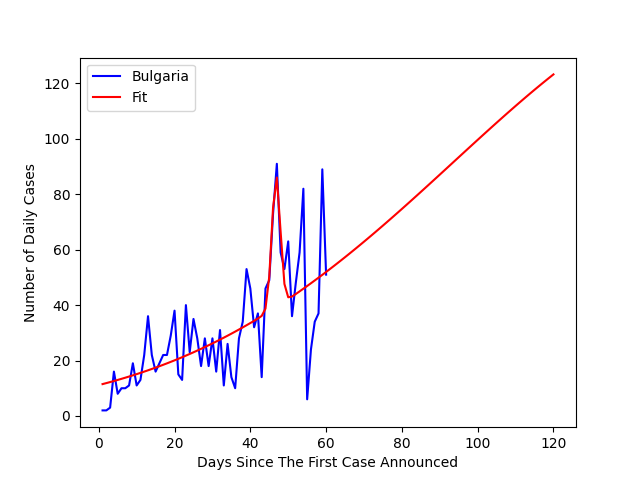 Bulgaria
Fit
120
100
80
60
40
20
0
Number of Daily Cases
0 20 40 60 80 100 120
Days Since The First Case Announced